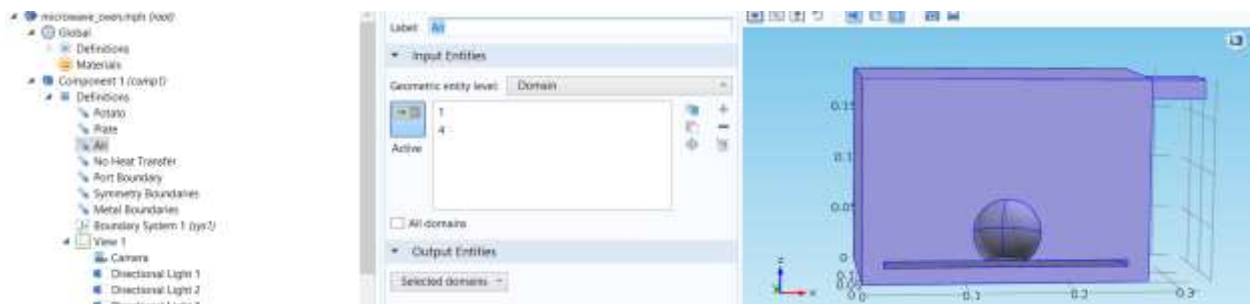 microwave_oven.mph (root)
Global
Definitions
Materials
Component 1 (comp1)
Definitions
Potato
Plate
Air
No Heat Transfer
Port Boundary
Symmetry Boundaries
Metal Boundaries
Boundary System 1 (sys1)
View 1
Camera
Directional Light 1
Directional Light 2
Label: Air
Input Entities
Geometric entity level: Domain
1
4
Active
All domains
Output Entities
Selected domains
0.15
0.1
0.05
0
0
0.1
0.2
0.3
z
x